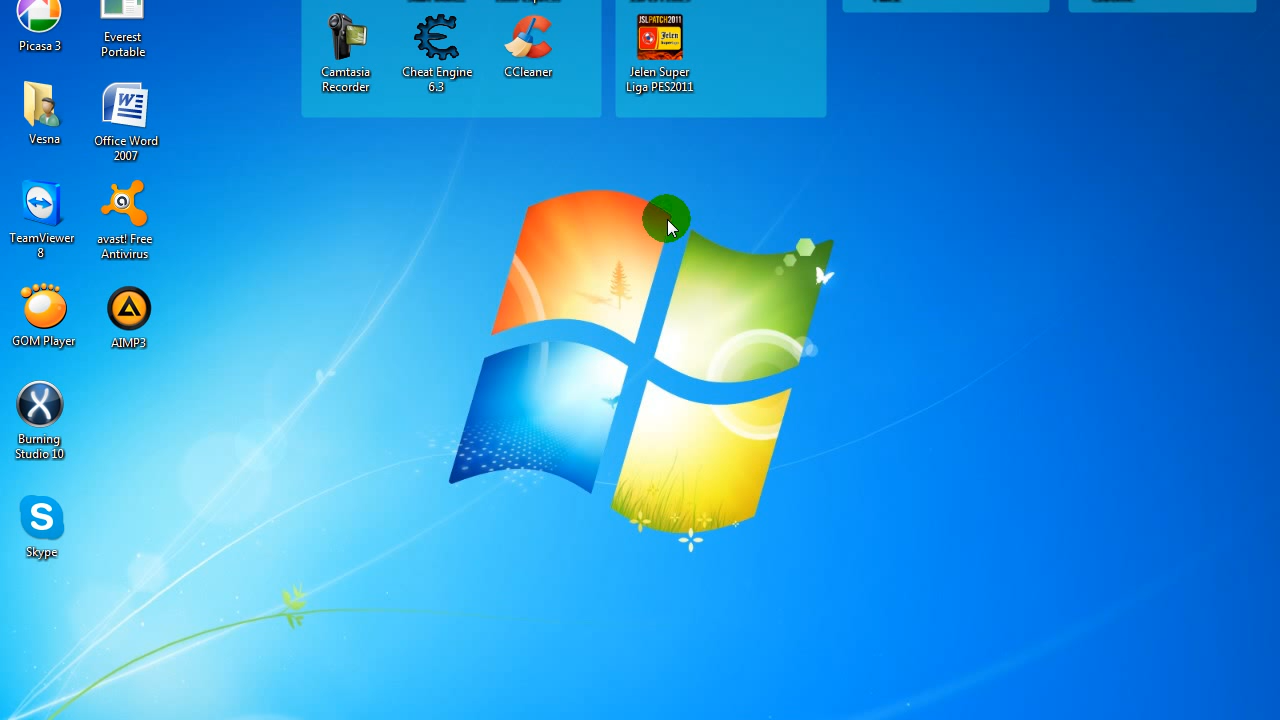 Picasa 3
Everest
Portable
Camtasia
Recorder
Cheat Engine
6.3
CCleaner
JSLPATCH2011
Jelen
Jelen Super
Liga PES2011
Vesna
W
Office Word
2007
TeamViewer
8
avast! Free
Antivirus
GOM Player
AIMP3
Burning
Studio 10
S
Skype